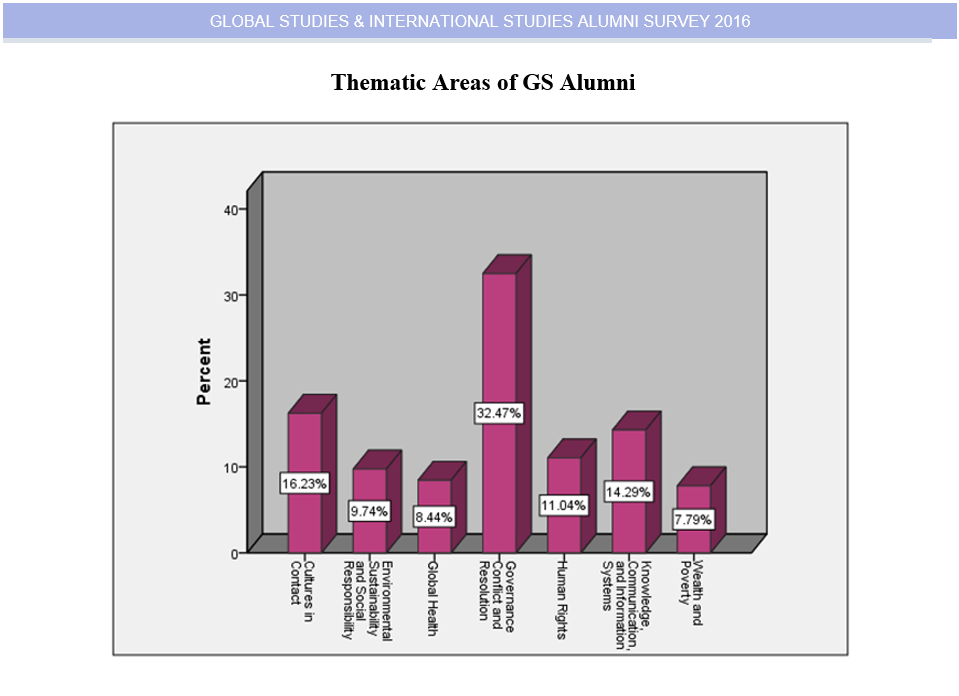 GLOBAL STUDIES & INTERNATIONAL STUDIES ALUMNI SURVEY 2016
Thematic Areas of GS Alumni
Percent
40
30
20
10
0
16.23%
9.74%
8.44%
32.47%
11.04%
14.29%
7.79%
Cultures in
Contact
Environmental
Sustainability
and Social
Responsibility
Global Health
Governance
Conflict and
Resolution
Human Rights
Knowledge,
Communication,
and Information
Systems
Wealth and
Poverty